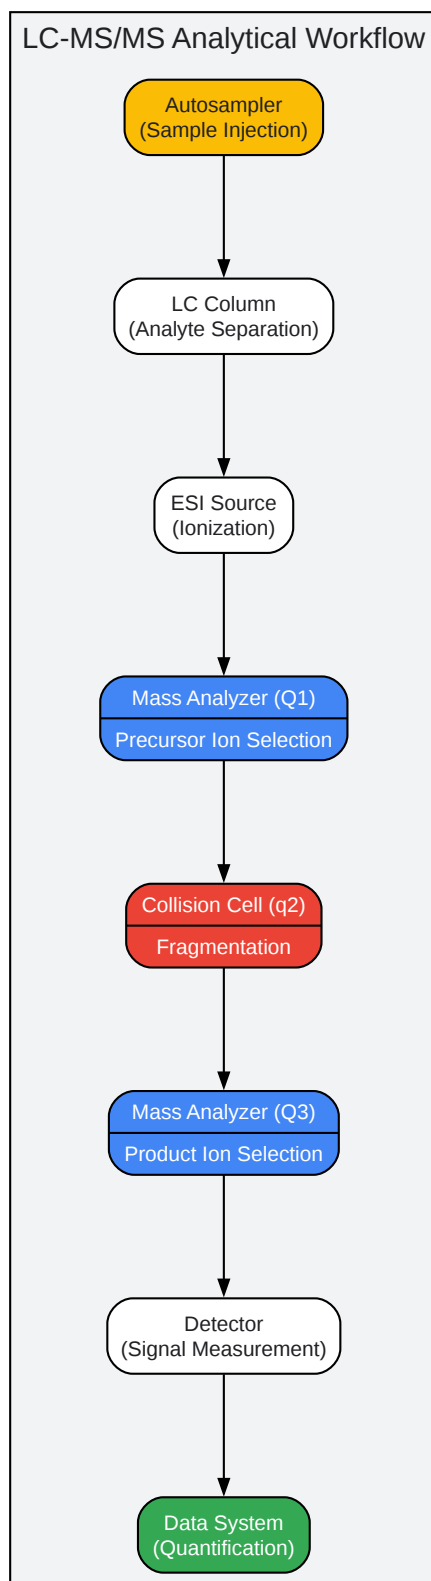 LC-MS/MS Analytical Workflow
Autosampler
(Sample Injection)
LC Column
(Analyte Separation)
ESI Source
(Ionization)
Mass Analyzer (Q1)
Precursor Ion Selection
Collision Cell (q2)
Fragmentation
Mass Analyzer (Q3)
Product Ion Selection
Detector
(Signal Measurement)
Data System
(Quantification)